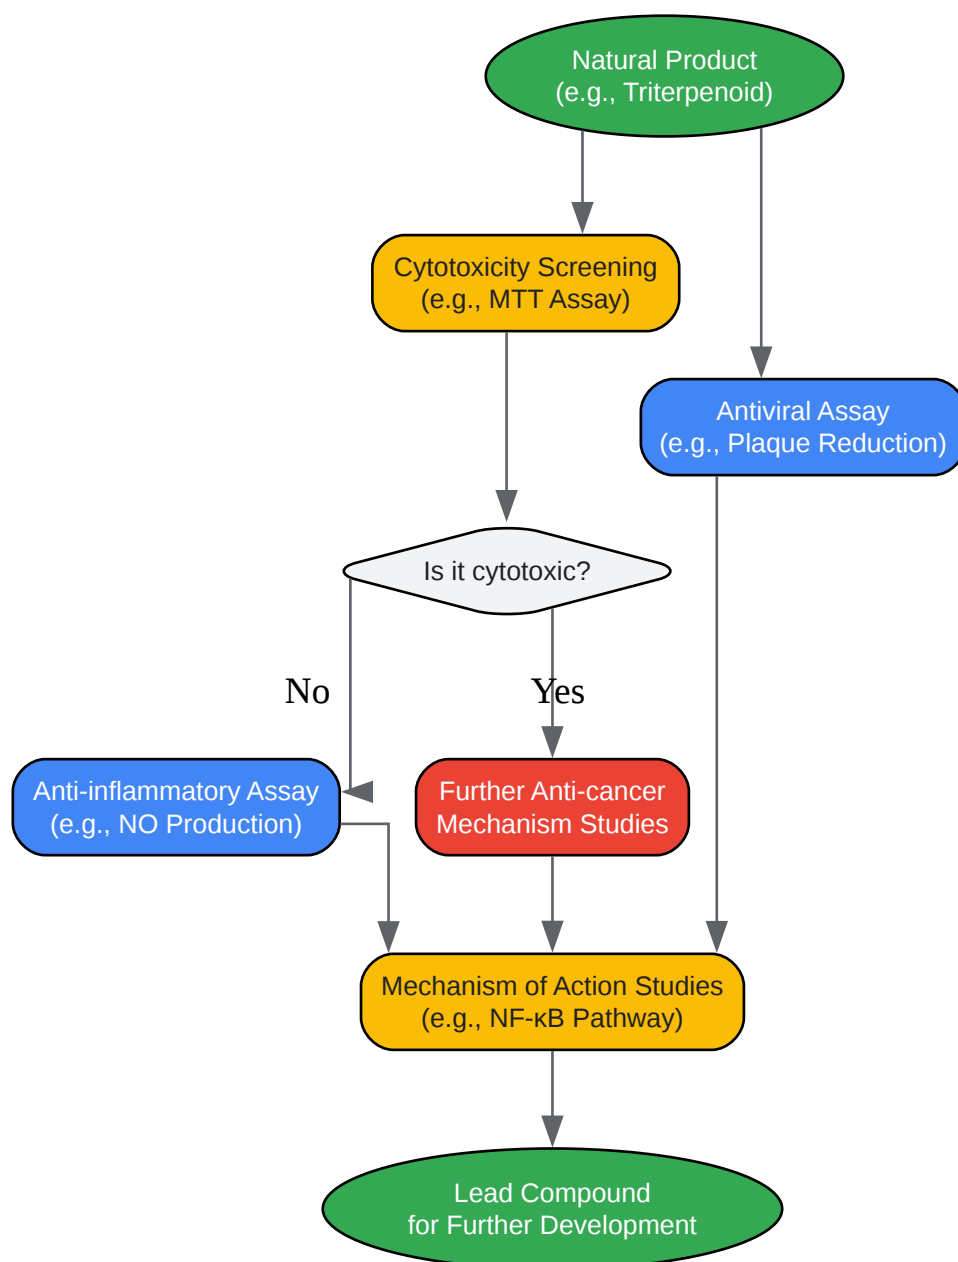 Natural Product
(e.g., Triterpenoid)
Cytotoxicity Screening
(e.g., MTT Assay)
Antiviral Assay
(e.g., Plaque Reduction)
Is it cytotoxic?
No
Yes
Anti-inflammatory Assay
(e.g., NO Production)
Further Anti-cancer
Mechanism Studies
Mechanism of Action Studies
(e.g., NF-κB Pathway)
Lead Compound
for Further Development